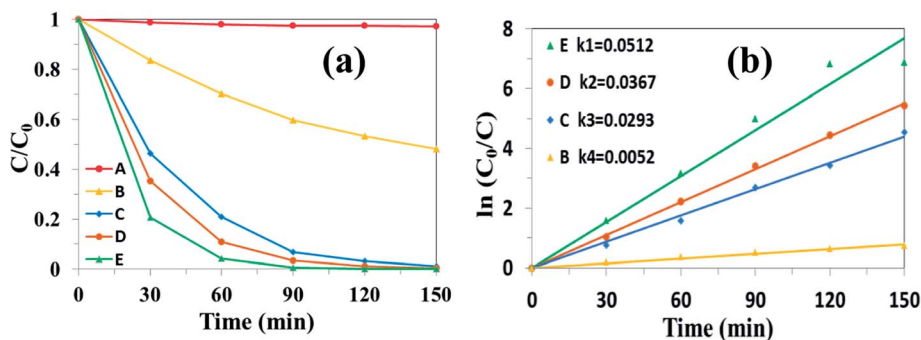 (a)
C/C₀
1
0.8
0.6
0.4
0.2
0
A
B
C
D
E
0 30 60 90 120 150
Time (min)
(b)
ln (C₀/C)
8
6
4
2
0
E k1=0.0512
D k2=0.0367
C k3=0.0293
B k4=0.0052
0 30 60 90 120 150
Time (min)